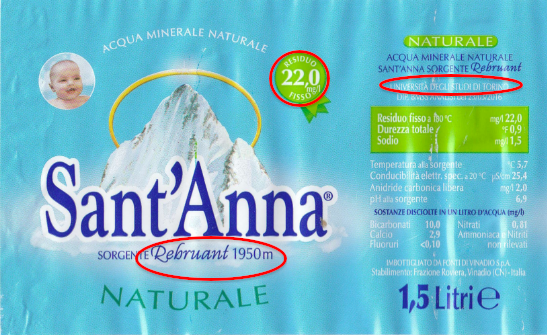 ACQUA MINERALE NATURALE
RESIDUO
22,0
mg/l
FISSO
Sant'Anna®
SORGENTE Rebruant 1950m
NATURALE
NATURALE
ACQUA MINERALE NATURALE
SANT'ANNA SORGENTE Rebruant
UNIVERSITÀ DEGLI STUDI DI TORINO
Residuo fisso a 180°C mg/l 22,0
Durezza totale °F 0,9
Sodio mg/l 1,5
Temperatura alla sorgente °C 5,7
Conducibilità elettr. spec. a 20 °C µS/cm 25,4
Anidride carbonica libera mg/l 2,0
pH alla sorgente 6,9
SOSTANZE DISCIOLTE IN UN LITRO D'ACQUA (mg/l)
Bicarbonati 10,0 Nitrati 0,81
Calcio 2,9 Ammoniaca e Nitriti
Fluoruri <0,10 non rilevati
IMBOTTIGLIATO DA FONTI DI VINADIO S.p.A.
Stabilimento: Frazione Roviera, Vinadio (CN) - Italia
1,5 Litri e